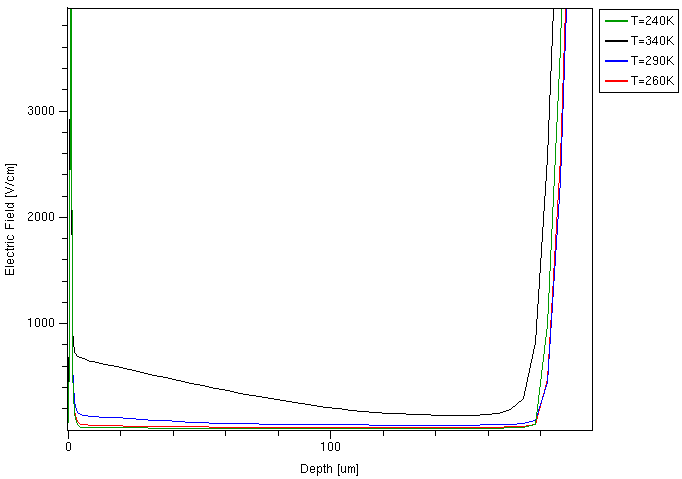 T=240K
T=340K
T=290K
T=260K
3000
2000
1000
Electric Field [V/cm]
0
100
Depth [um]